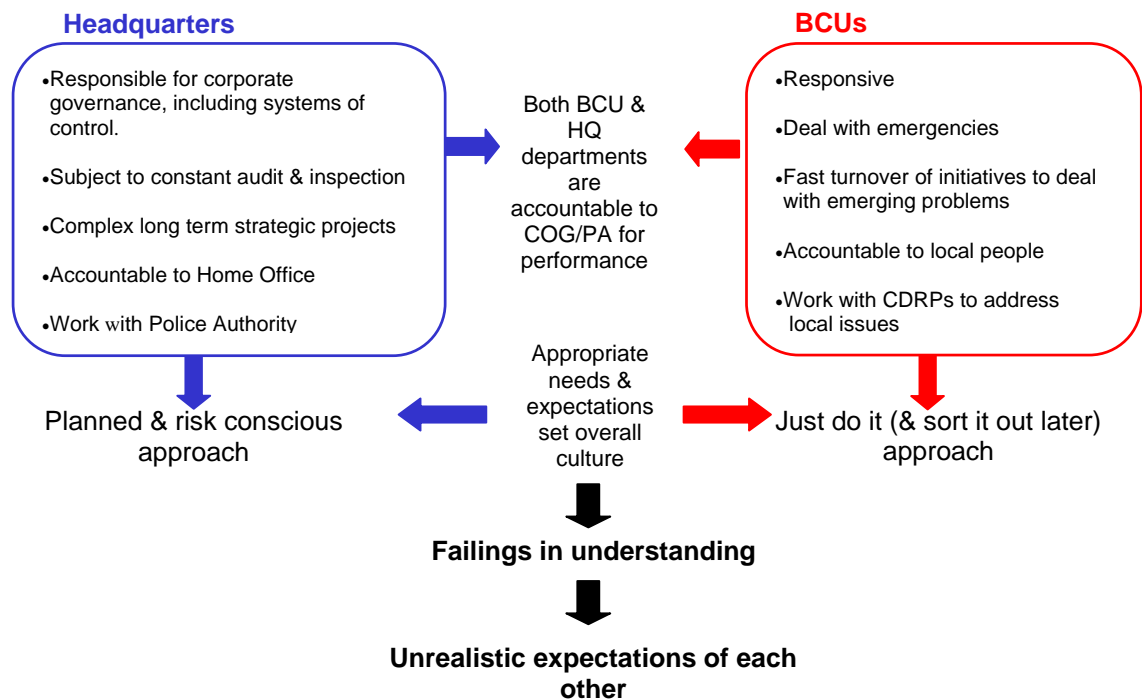 Headquarters
•Responsible for corporate
governance, including systems of
control.
•Subject to constant audit & inspection
•Complex long term strategic projects
•Accountable to Home Office
•Work with Police Authority
Both BCU &
HQ
departments
are
accountable to
COG/PA for
performance
BCUs
•Responsive
•Deal with emergencies
•Fast turnover of initiatives to deal
with emerging problems
•Accountable to local people
•Work with CDRPs to address
local issues
Planned & risk conscious
approach
Appropriate
needs &
expectations
set overall
culture
Just do it (& sort it out later)
approach
Failings in understanding
Unrealistic expectations of each
other